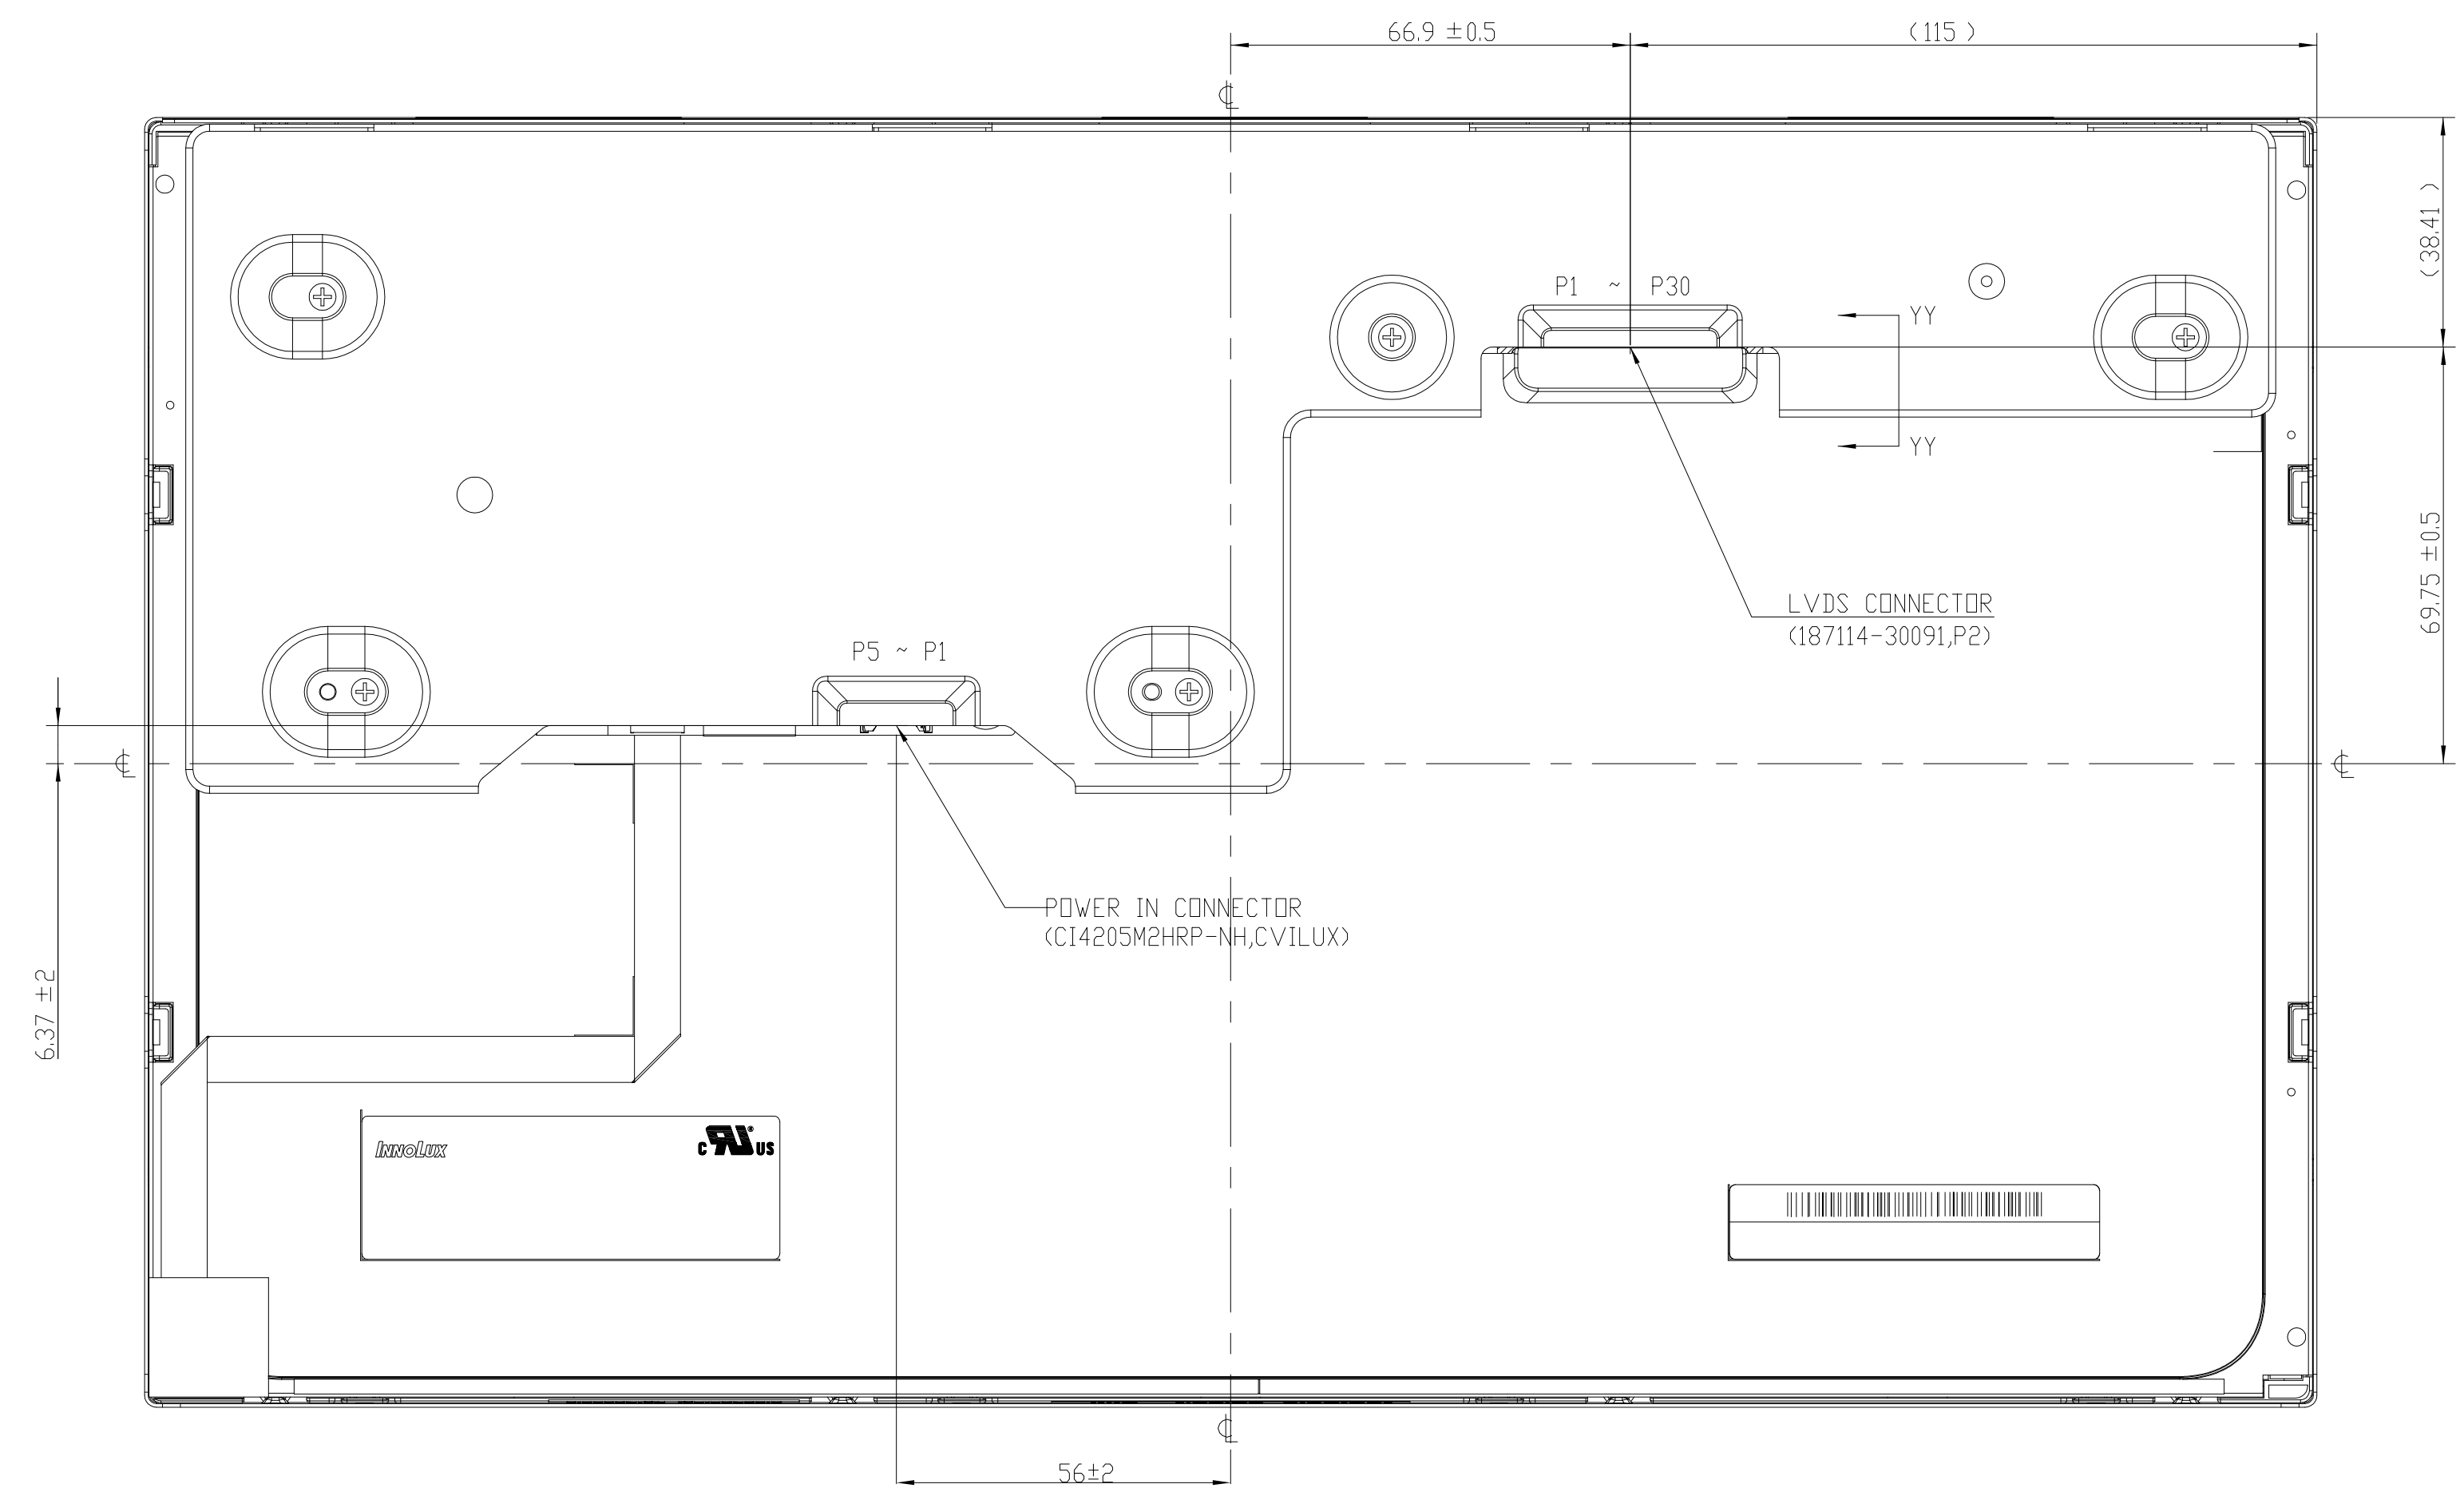 66.9 ±0.5
(115 )
℄
(38.41 )
P1 ~ P30
YY
YY
69.75 ±0.5
LVDS CONNECTOR
(187114-30091,P2)
P5 ~ P1
℄
℄
POWER IN CONNECTOR
(CI4205M2HRP-NH,CVILUX)
6.37 ±2
INNOLUX
C RU ® US
℄
56±2